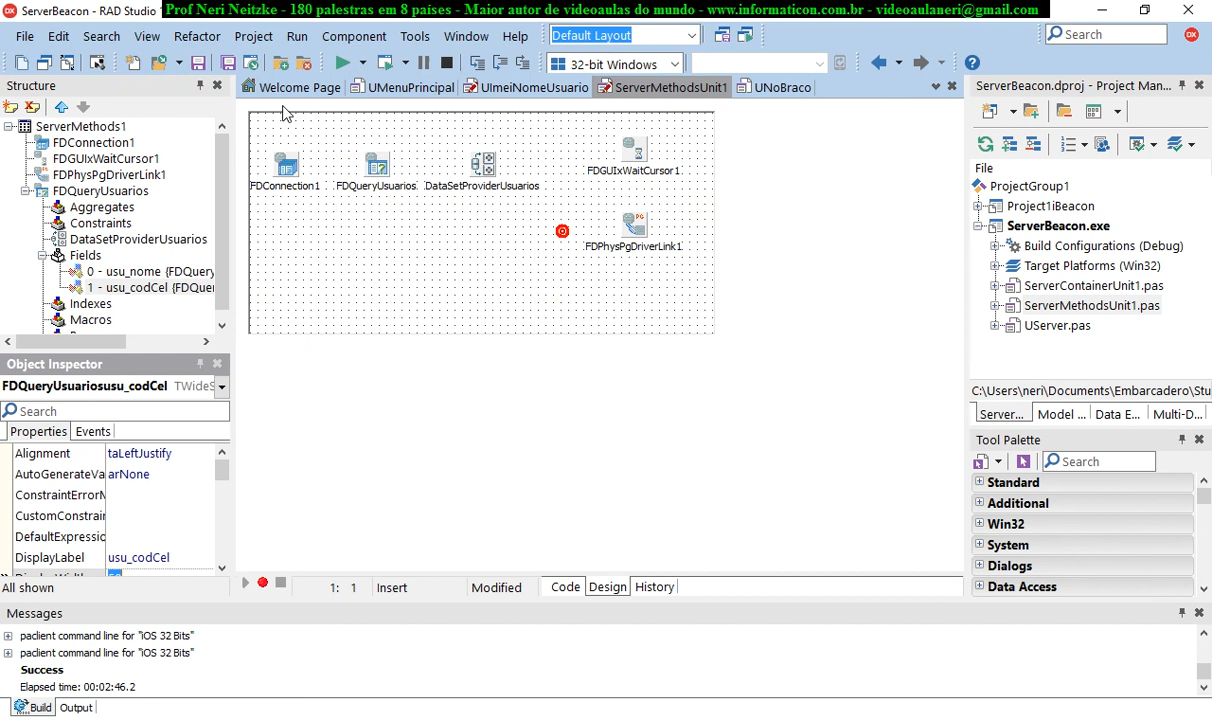 ServerBeacon - RAD Studio
Prof Neri Neitzke - 180 palestras em 8 países - Maior autor de videoaulas do mundo - www.informaticon.com.br - videoaulaneri@gmail.com
File Edit Search View Refactor Project Run Component Tools Window Help
Default Layout
Search
32-bit Windows
Structure
Welcome Page
UMenuPrincipal
UImeiNomeUsuario
ServerMethodsUnit1
UNoBraco
ServerBeacon.dproj - Project Man...
ServerMethods1
FDConnection1
FDGUIxWaitCursor1
FDPhysPgDriverLink1
FDQueryUsuarios
Aggregates
Constraints
DataSetProviderUsuarios
Fields
0 - usu_nome {FDQuery
1 - usu_codCel {FDQuer
Indexes
Macros
FDConnection1
FDQueryUsuarios
DataSetProviderUsuarios
FDGUIxWaitCursor1
FDPhysPgDriverLink1
File
ProjectGroup1
Project1iBeacon
ServerBeacon.exe
Build Configurations (Debug)
Target Platforms (Win32)
ServerContainerUnit1.pas
ServerMethodsUnit1.pas
UServer.pas
C:\Users\neri\Documents\Embarcadero\Stu
Server... Model ... Data E... Multi-D...
Object Inspector
FDQueryUsuariosusu_codCel TWideS
Search
Properties Events
Alignment taLeftJustify
AutoGenerateVa arNone
ConstraintErrorM
CustomConstrain
DefaultExpressio
DisplayLabel usu_codCel
All shown
1: 1 Insert Modified Code Design History
Tool Palette
Search
Standard
Additional
Win32
System
Dialogs
Data Access
Messages
paclient command line for "iOS 32 Bits"
paclient command line for "iOS 32 Bits"
Success
Elapsed time: 00:02:46.2
Build Output